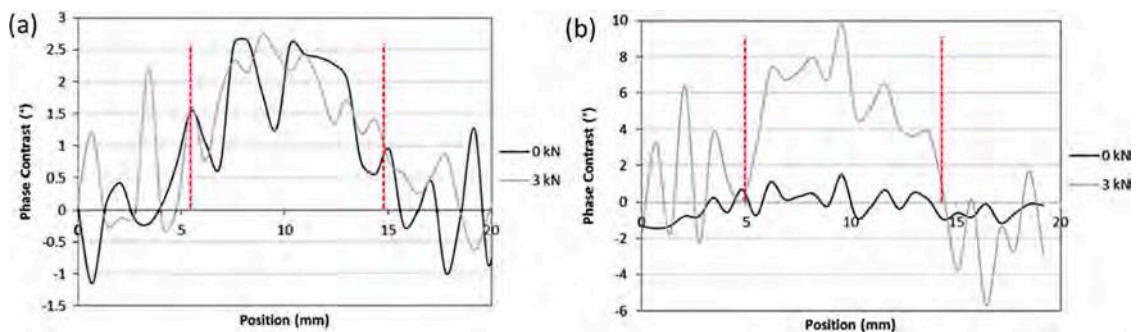 (a)
3
2.5
2
1.5
1
0.5
0
-0.5
-1
-1.5
0 5 10 15 20
Phase Contrast (°)
Position (mm)
0 kN
3 kN
(b)
10
8
6
4
2
0
-2
-4
-6
0 5 10 15 20
Phase Contrast (°)
Position (mm)
0 kN
3 kN